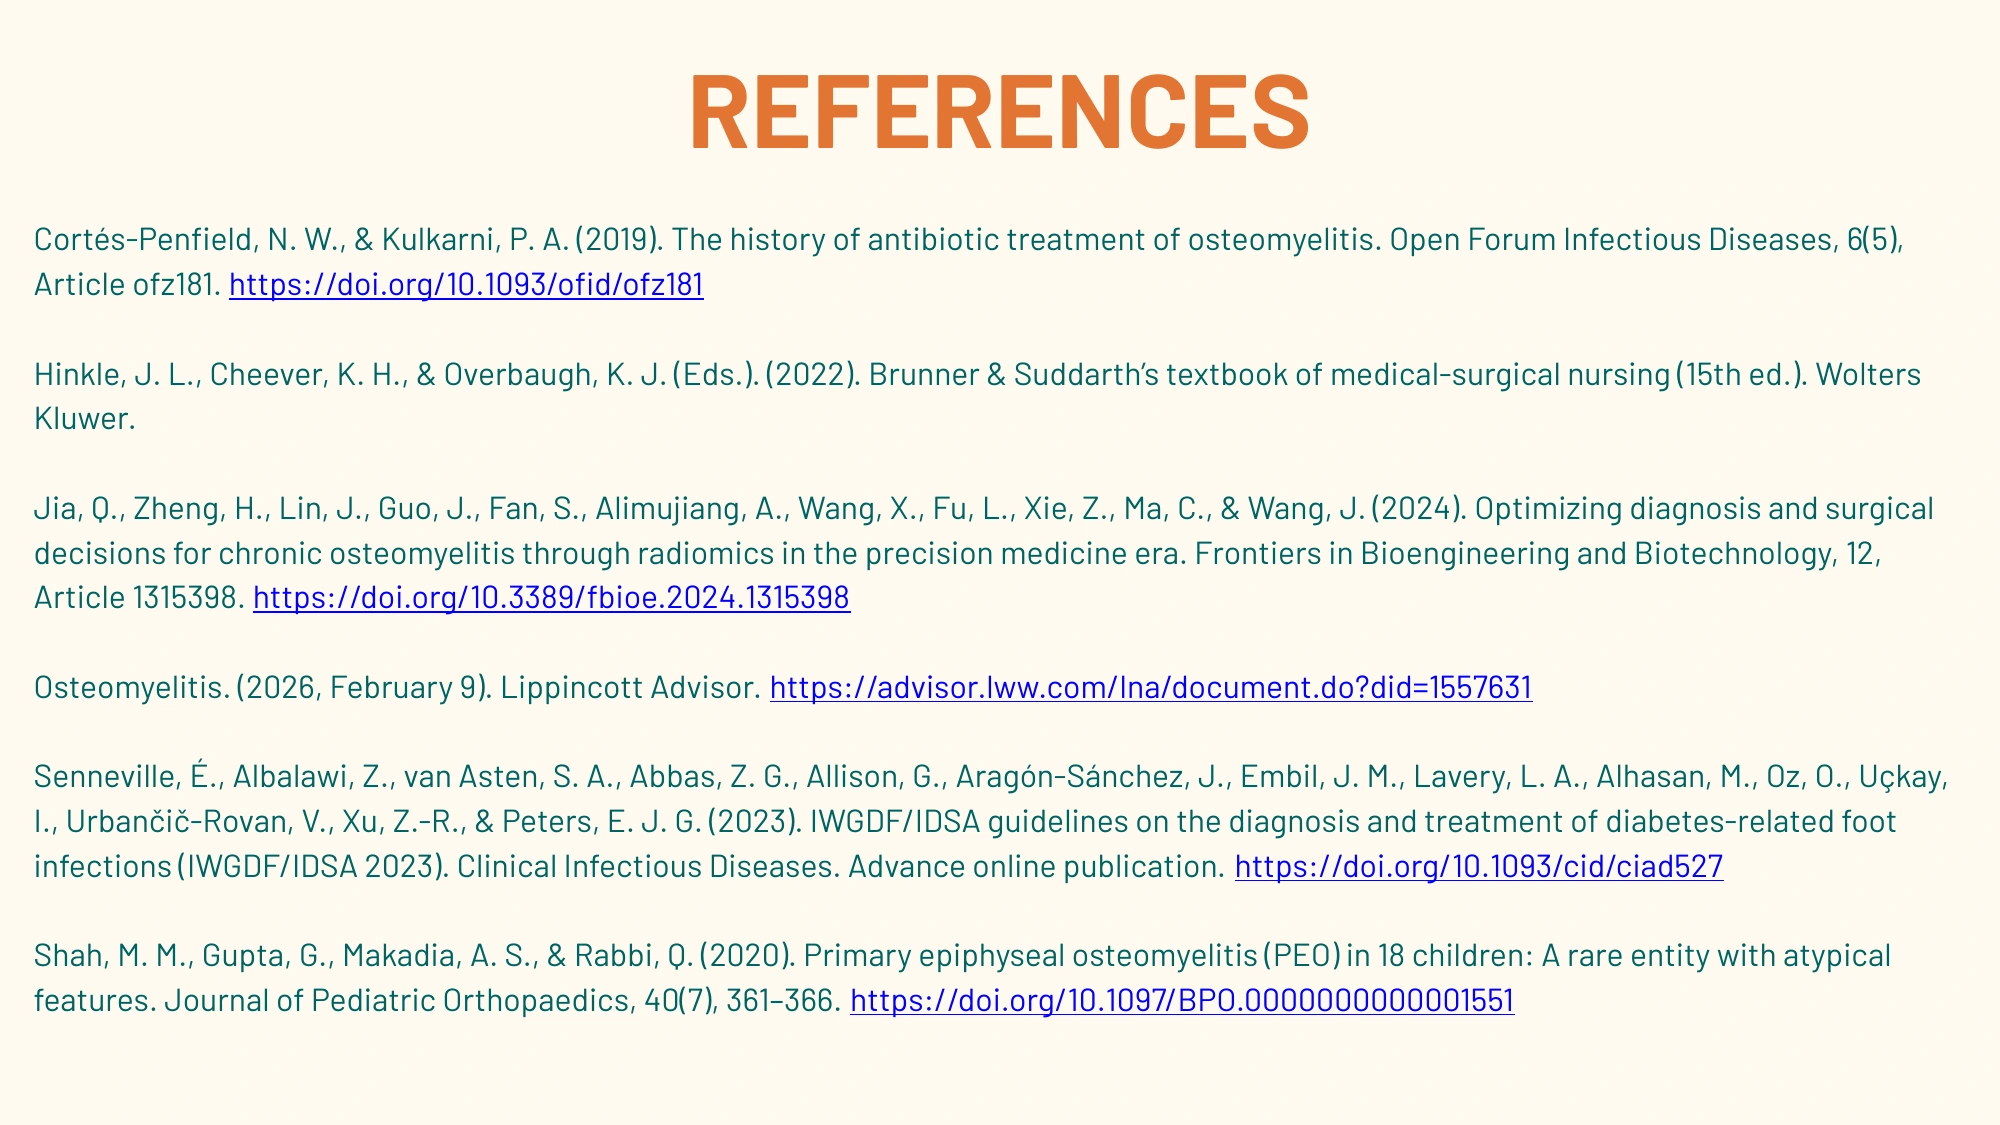 REFERENCES
Cortés-Penfield, N. W., & Kulkarni, P. A. (2019). The history of antibiotic treatment of osteomyelitis. Open Forum Infectious Diseases, 6(5),
Article ofz181. https://doi.org/10.1093/ofid/ofz181
Hinkle, J. L., Cheever, K. H., & Overbaugh, K. J. (Eds.). (2022). Brunner & Suddarth’s textbook of medical-surgical nursing (15th ed.). Wolters
Kluwer.
Jia, Q., Zheng, H., Lin, J., Guo, J., Fan, S., Alimujiang, A., Wang, X., Fu, L., Xie, Z., Ma, C., & Wang, J. (2024). Optimizing diagnosis and surgical
decisions for chronic osteomyelitis through radiomics in the precision medicine era. Frontiers in Bioengineering and Biotechnology, 12,
Article 1315398. https://doi.org/10.3389/fbioe.2024.1315398
Osteomyelitis. (2026, February 9). Lippincott Advisor. https://advisor.lww.com/lna/document.do?did=1557631
Senneville, É., Albalawi, Z., van Asten, S. A., Abbas, Z. G., Allison, G., Aragón-Sánchez, J., Embil, J. M., Lavery, L. A., Alhasan, M., Oz, O., Uçkay,
I., Urbančič-Rovan, V., Xu, Z.-R., & Peters, E. J. G. (2023). IWGDF/IDSA guidelines on the diagnosis and treatment of diabetes-related foot
infections (IWGDF/IDSA 2023). Clinical Infectious Diseases. Advance online publication. https://doi.org/10.1093/cid/ciad527
Shah, M. M., Gupta, G., Makadia, A. S., & Rabbi, Q. (2020). Primary epiphyseal osteomyelitis (PEO) in 18 children: A rare entity with atypical
features. Journal of Pediatric Orthopaedics, 40(7), 361–366. https://doi.org/10.1097/BPO.0000000000001551